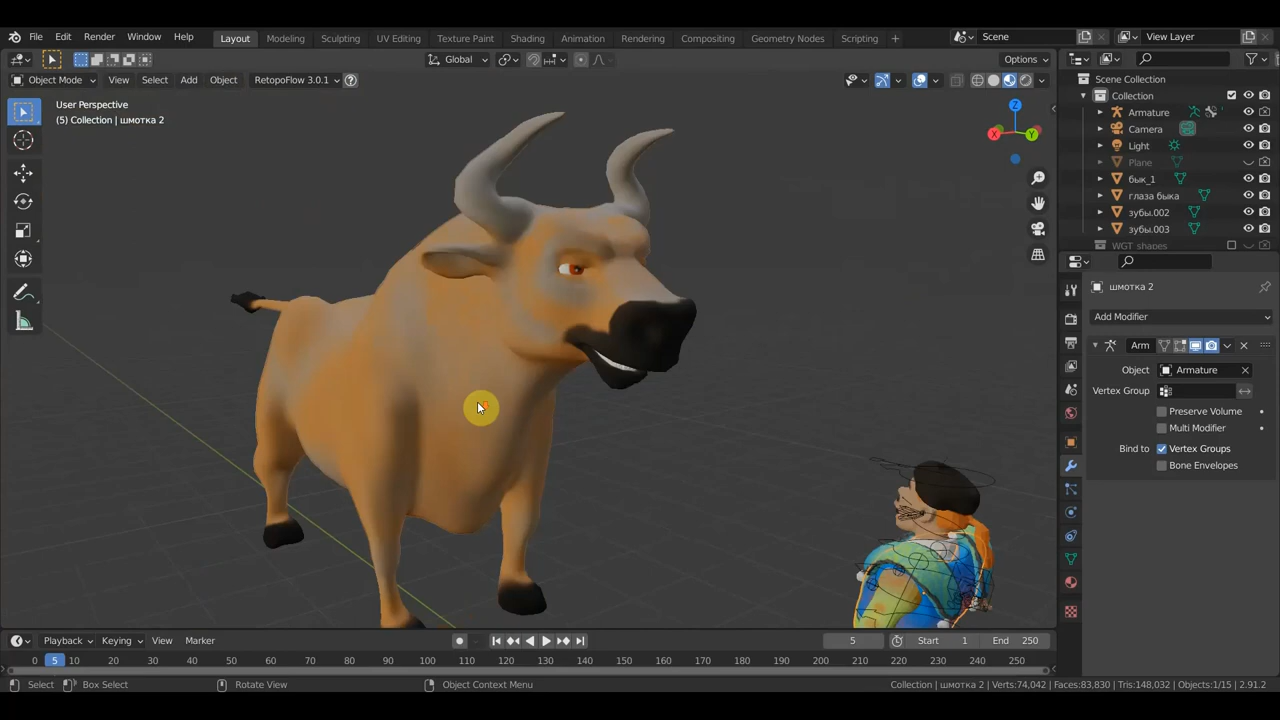 File Edit Render Window Help Layout Modeling Sculpting UV Editing Texture Paint Shading Animation Rendering Compositing Geometry Nodes Scripting + Scene View Layer
Global Options
Object Mode View Select Add Object RetopoFlow 3.0.1
User Perspective
(5) Collection | шмотка 2
Z
X
Y
Scene Collection
Collection
Armature
Camera
Light
Plane
бык_1
глаза быка
зубы.002
зубы.003
WGT_shapes
шмотка 2
Add Modifier
Arm
Object Armature
Vertex Group
Preserve Volume
Multi Modifier
Bind to Vertex Groups
Bone Envelopes
Playback Keying View Marker 5 Start 1 End 250
0 5 10 20 30 40 50 60 70 80 90 100 110 120 130 140 150 160 170 180 190 200 210 220 230 240 250
Select Box Select Rotate View Object Context Menu Collection | шмотка 2 | Verts:74,042 | Faces:83,830 | Tris:148,032 | Objects:1/15 | 2.91.2